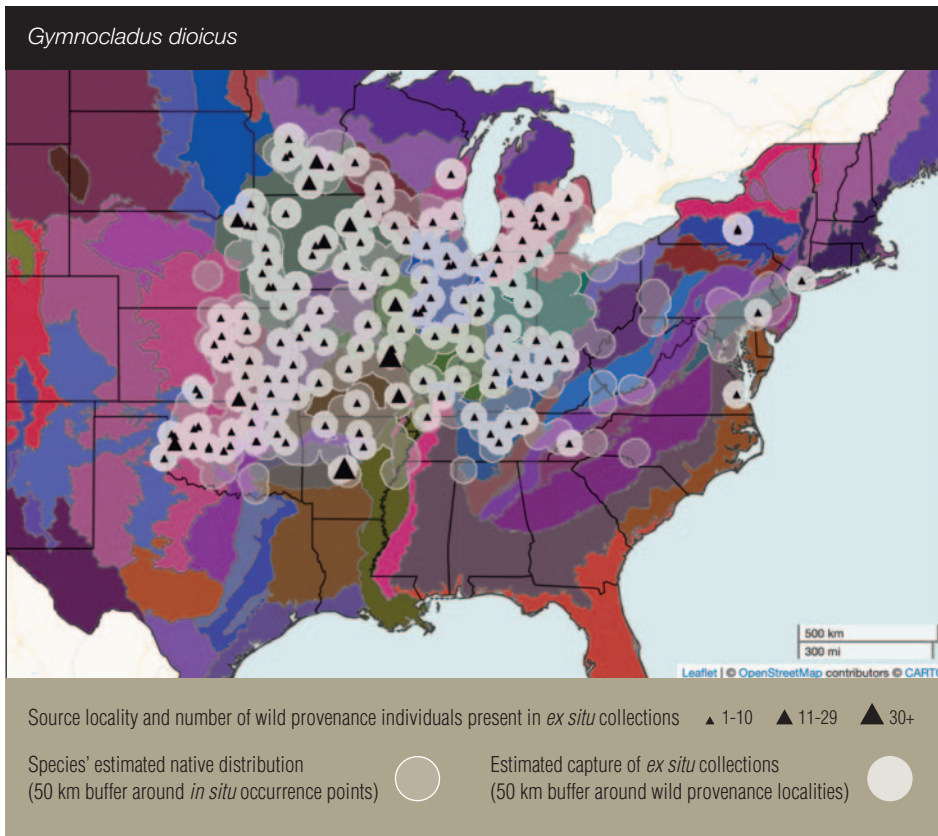 Gymnocladus dioicus
500 km
300 mi
Leaflet | © OpenStreetMap contributors © CARTO
Source locality and number of wild provenance individuals present in ex situ collections 1-10 11-29 30+
Species' estimated native distribution
(50 km buffer around in situ occurrence points)
Estimated capture of ex situ collections
(50 km buffer around wild provenance localities)